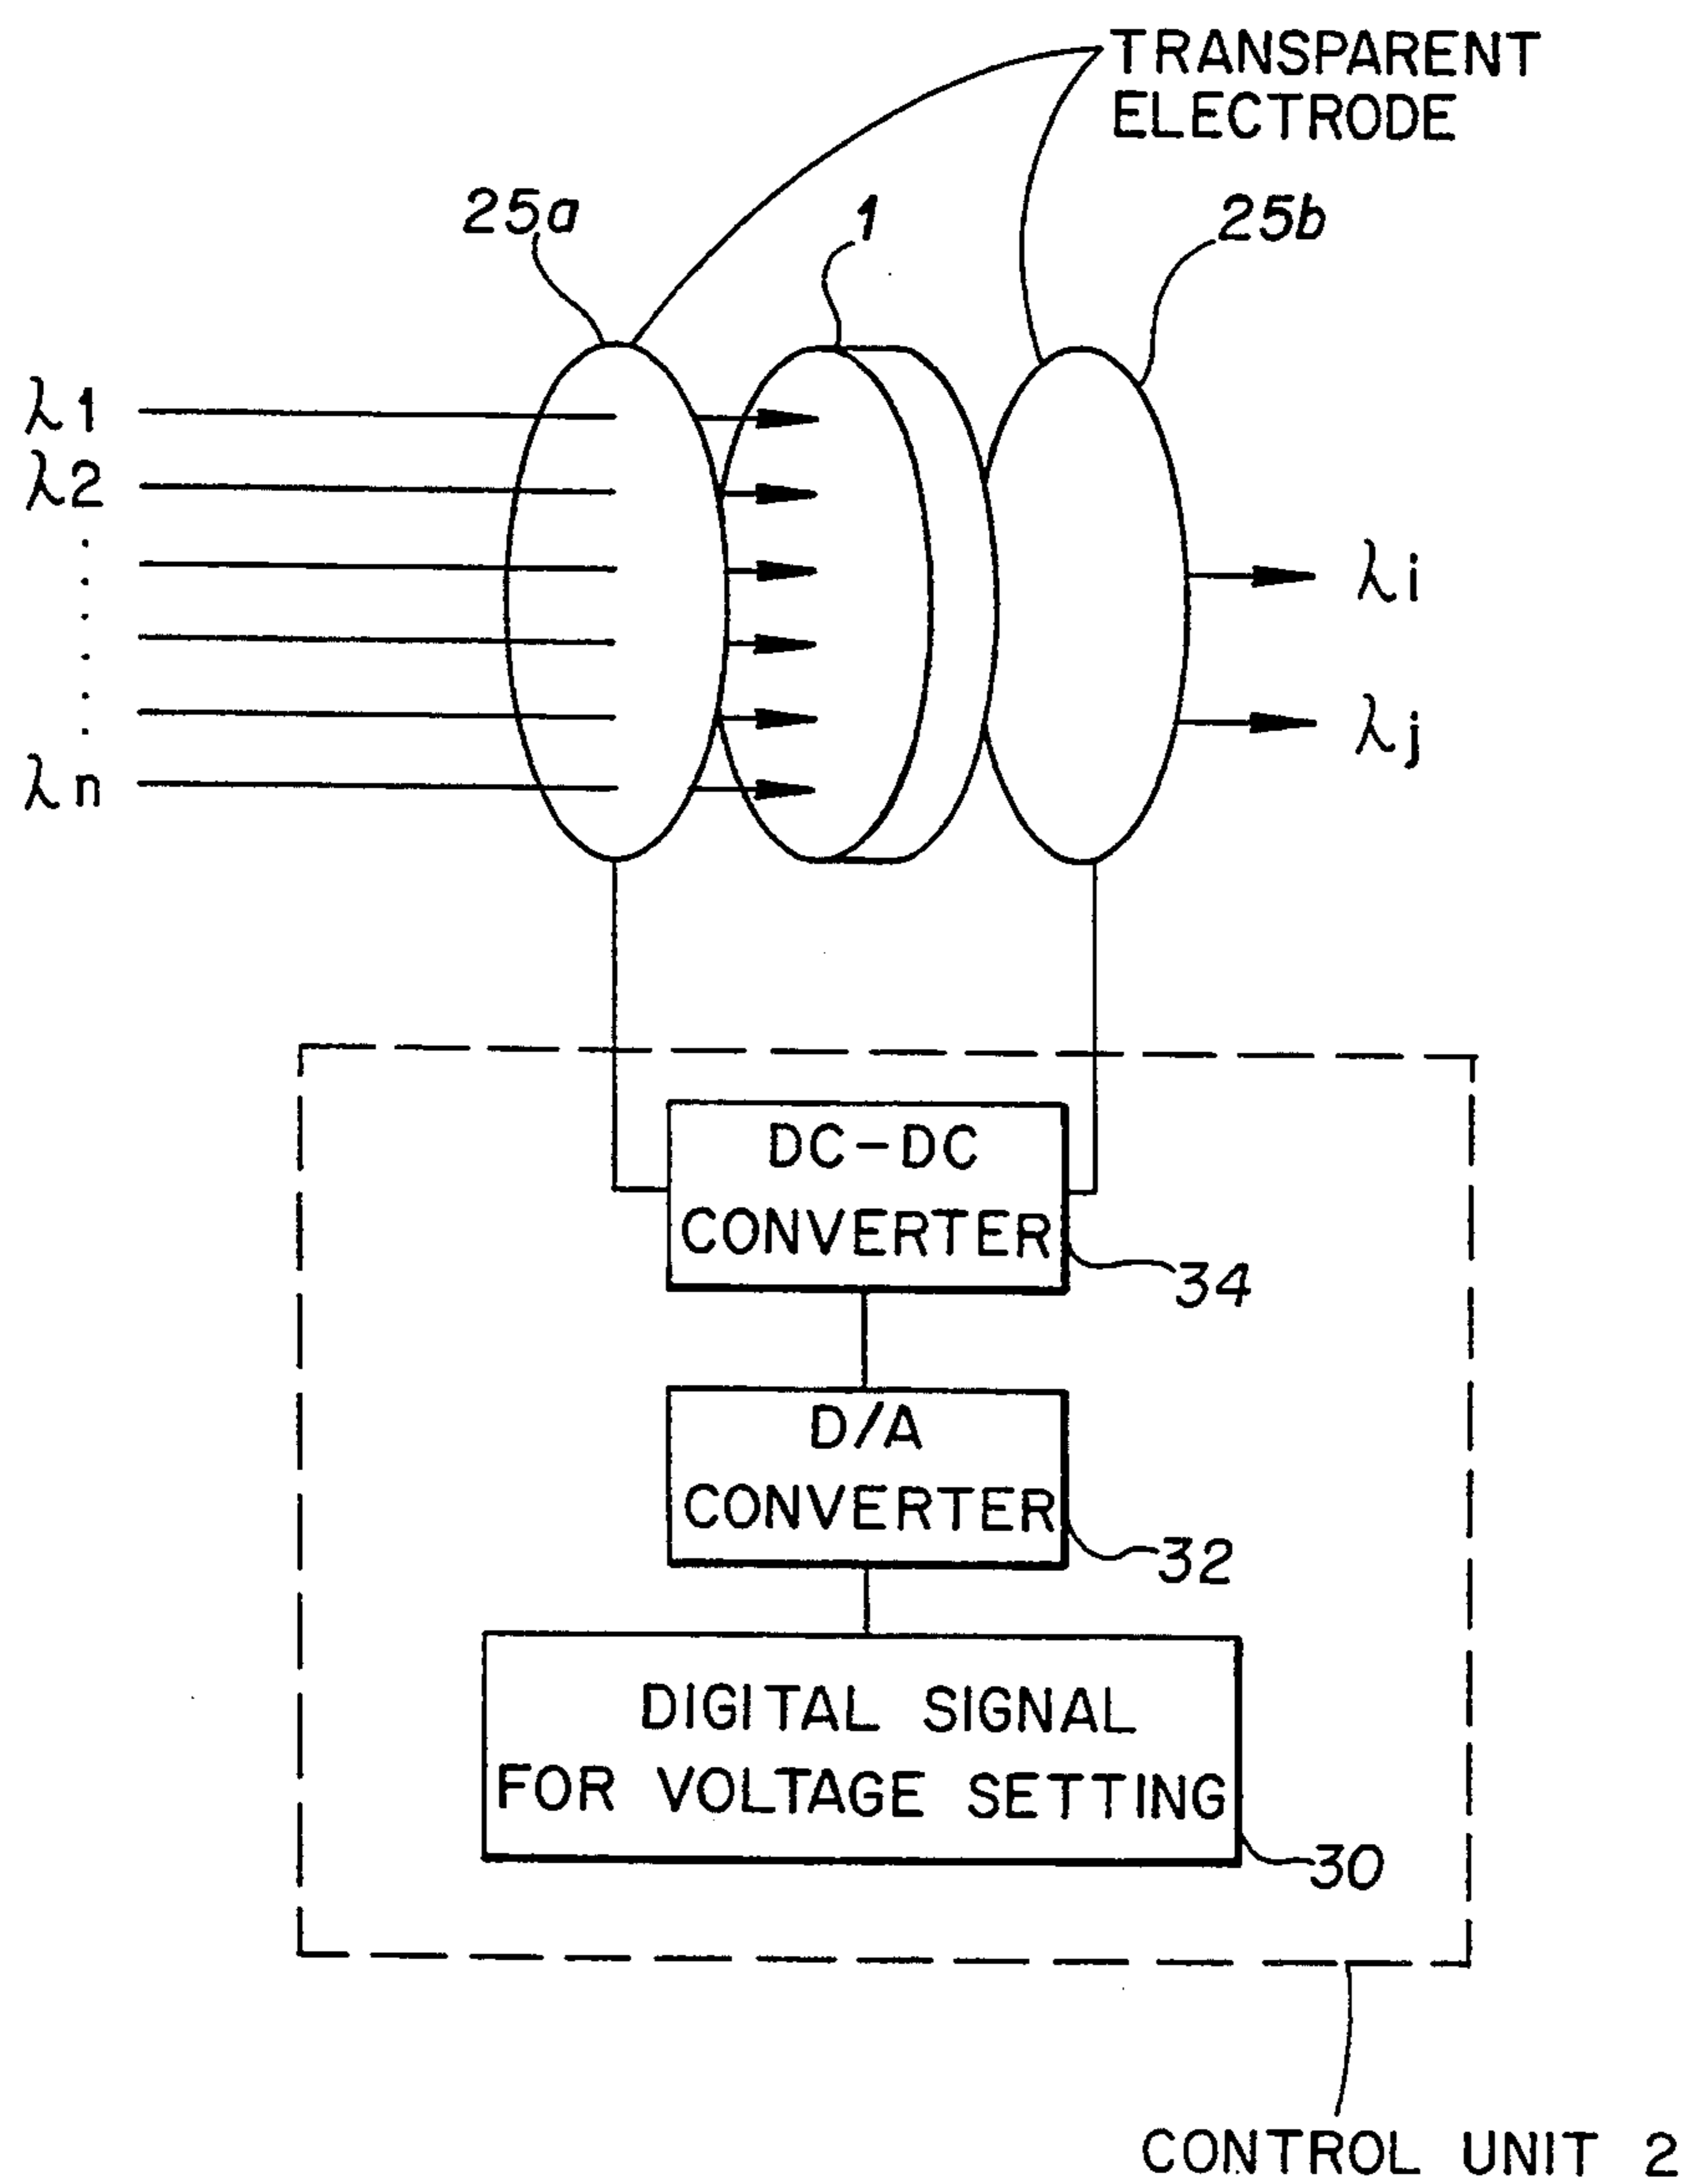 TRANSPARENT
ELECTRODE
25a
1
25b
λ1
λ2
λi
λj
λn
DC-DC
CONVERTER
34
D/A
CONVERTER
32
DIGITAL SIGNAL
FOR VOLTAGE SETTING
30
CONTROL UNIT 2